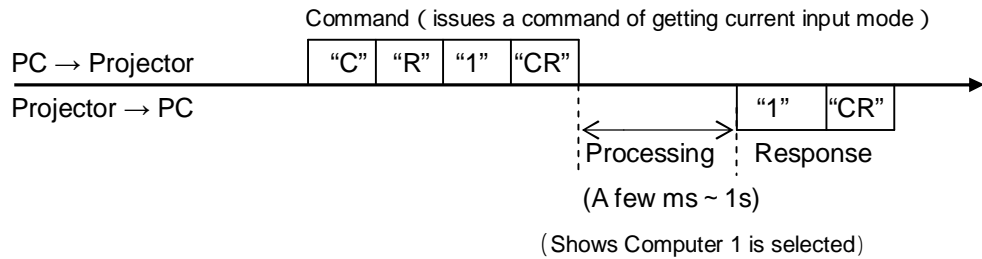 Command ( issues a command of getting current input mode )
PC → Projector “C” “R” “1” “CR”
Projector → PC “1” “CR”
Processing Response
(A few ms ~ 1s)
(Shows Computer 1 is selected)